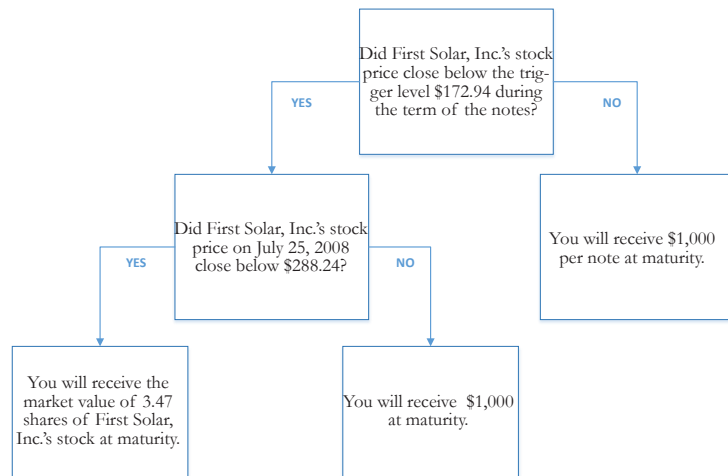 Did First Solar, Inc.'s stock
price close below the trig-
ger level $172.94 during
the term of the notes?
YES
NO
Did First Solar, Inc.'s stock
price on July 25, 2008
close below $288.24?
You will receive $1,000
per note at maturity.
YES
NO
You will receive the
market value of 3.47
shares of First Solar,
Inc.'s stock at maturity.
You will receive $1,000
at maturity.